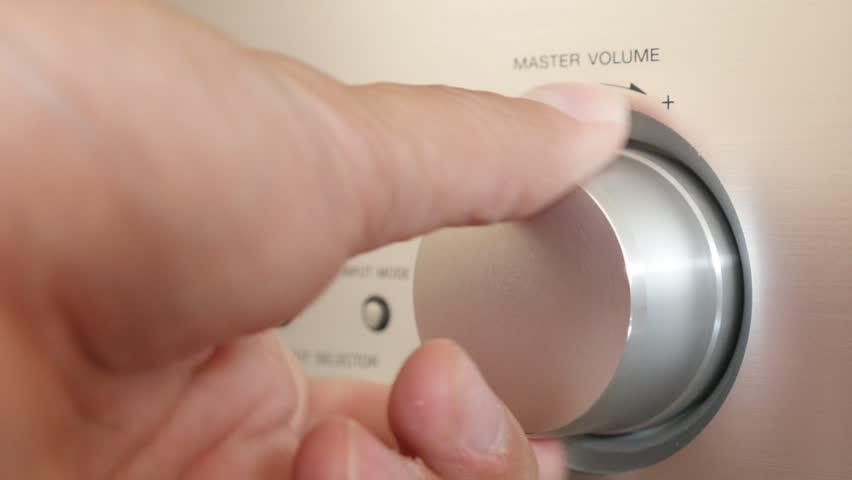 MASTER VOLUME
+
INPUT MODE
SELECTOR